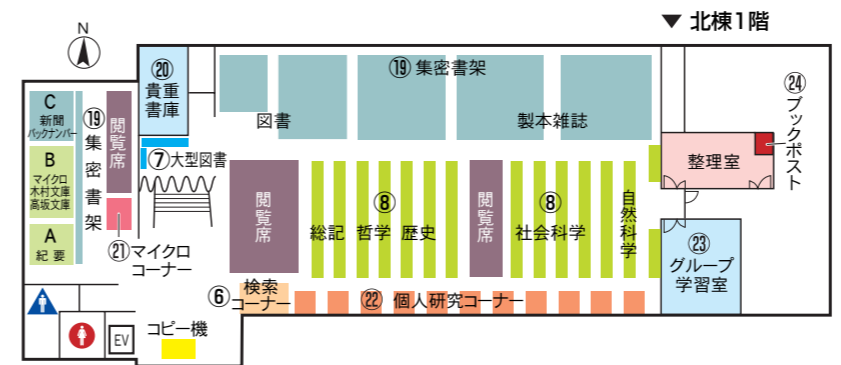 ▼ 北棟1階
N
⑳
貴重
書庫
⑲ 集密書架
図書
製本雑誌
㉔ ブックポスト
整理室
C
新聞
バックナンバー
B
マイクロ
木村文庫
高坂文庫
A
紀要
⑲ 集密書架
閲覧席
⑦大型図書
㉑マイクロ
コーナー
閲覧席
⑧
総記 哲学 歴史
閲覧席
⑧
社会科学
自然科学
㉓
グループ
学習室
⑥ 検索
コーナー
㉒ 個人研究コーナー
コピー機
EV